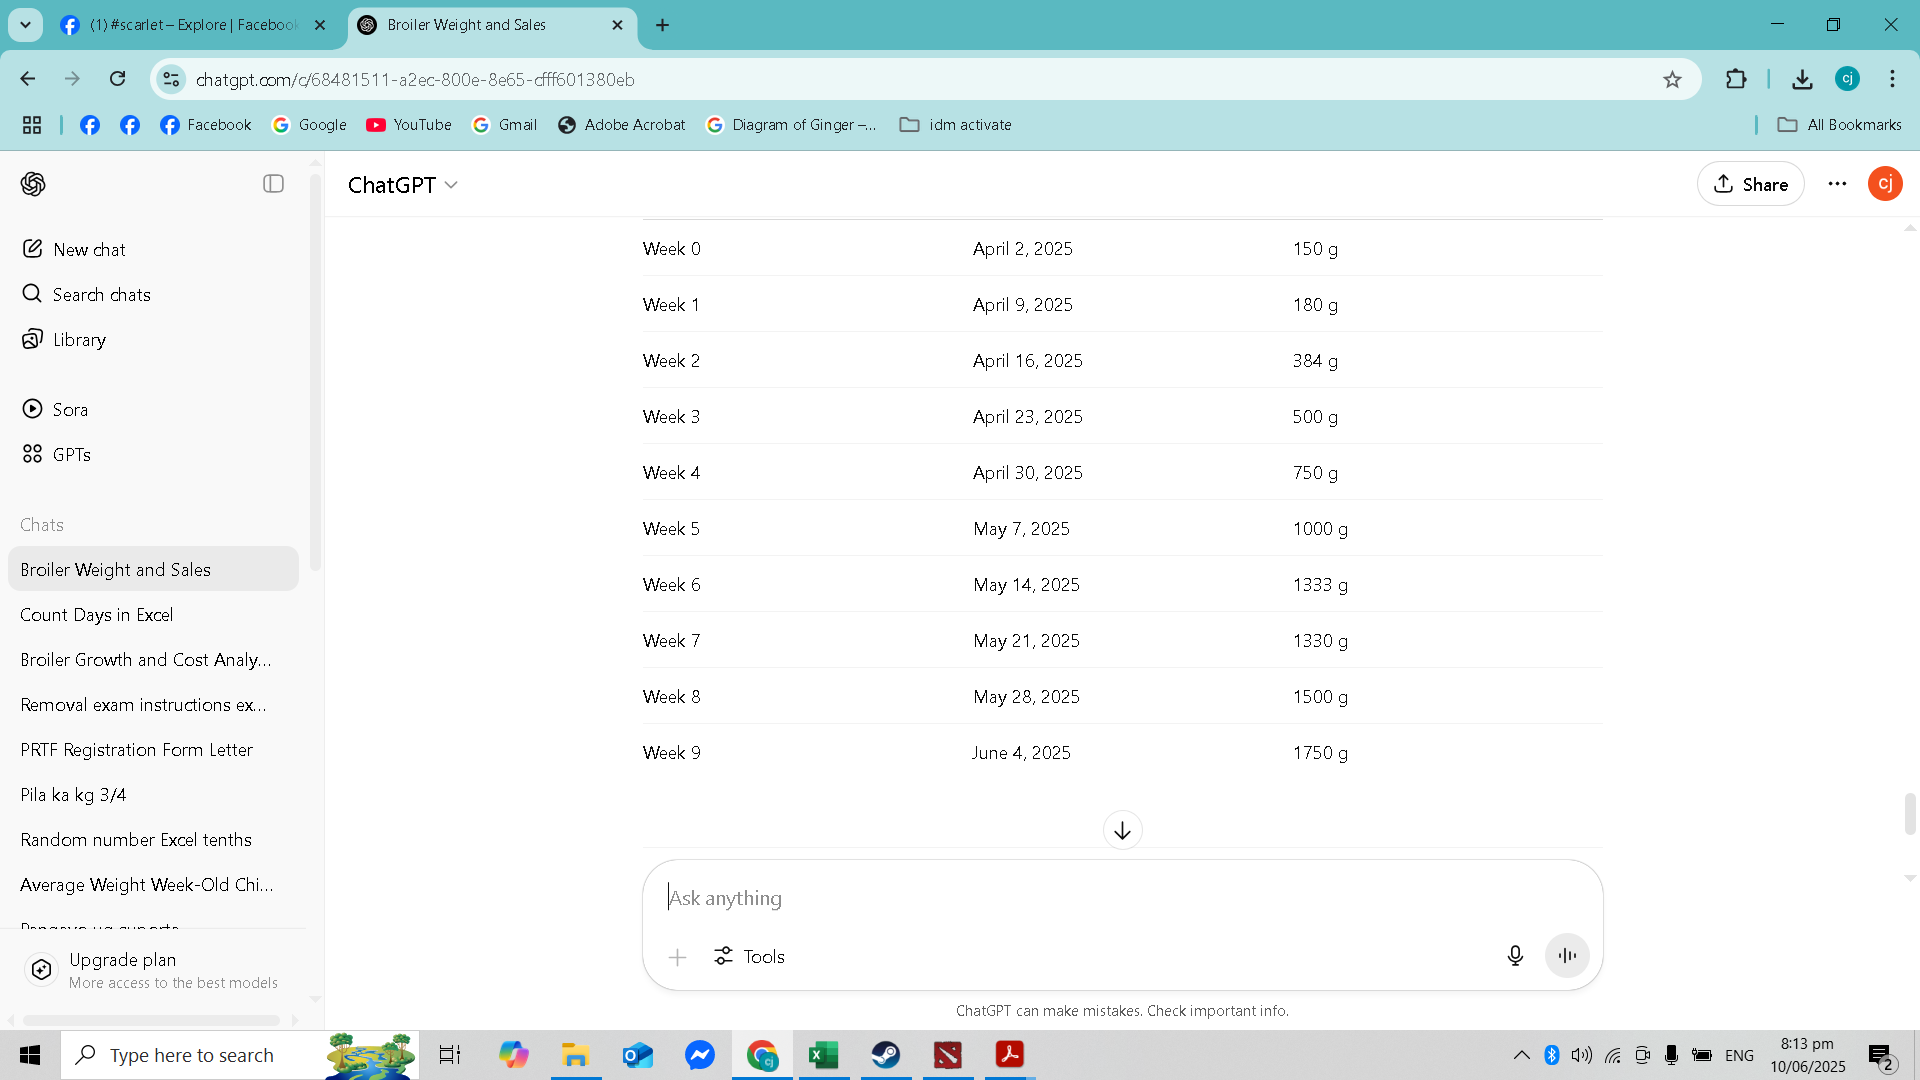 (1) #scarlet – Explore | Facebook
Broiler Weight and Sales
chatgpt.com/c/68481511-a2ec-800e-8e65-cfff601380eb
Facebook
Google
YouTube
Gmail
Adobe Acrobat
Diagram of Ginger –...
idm activate
All Bookmarks
cj
ChatGPT
Share
cj
New chat
Search chats
Library
Sora
GPTs
Chats
Broiler Weight and Sales
Count Days in Excel
Broiler Growth and Cost Analy...
Removal exam instructions ex...
PRTF Registration Form Letter
Pila ka kg 3/4
Random number Excel tenths
Average Weight Week-Old Chi...
Upgrade plan
More access to the best models
Week 0 April 2, 2025 150 g
Week 1 April 9, 2025 180 g
Week 2 April 16, 2025 384 g
Week 3 April 23, 2025 500 g
Week 4 April 30, 2025 750 g
Week 5 May 7, 2025 1000 g
Week 6 May 14, 2025 1333 g
Week 7 May 21, 2025 1330 g
Week 8 May 28, 2025 1500 g
Week 9 June 4, 2025 1750 g
Ask anything
Tools
ChatGPT can make mistakes. Check important info.
Type here to search
cj
ENG
8:13 pm
10/06/2025
2